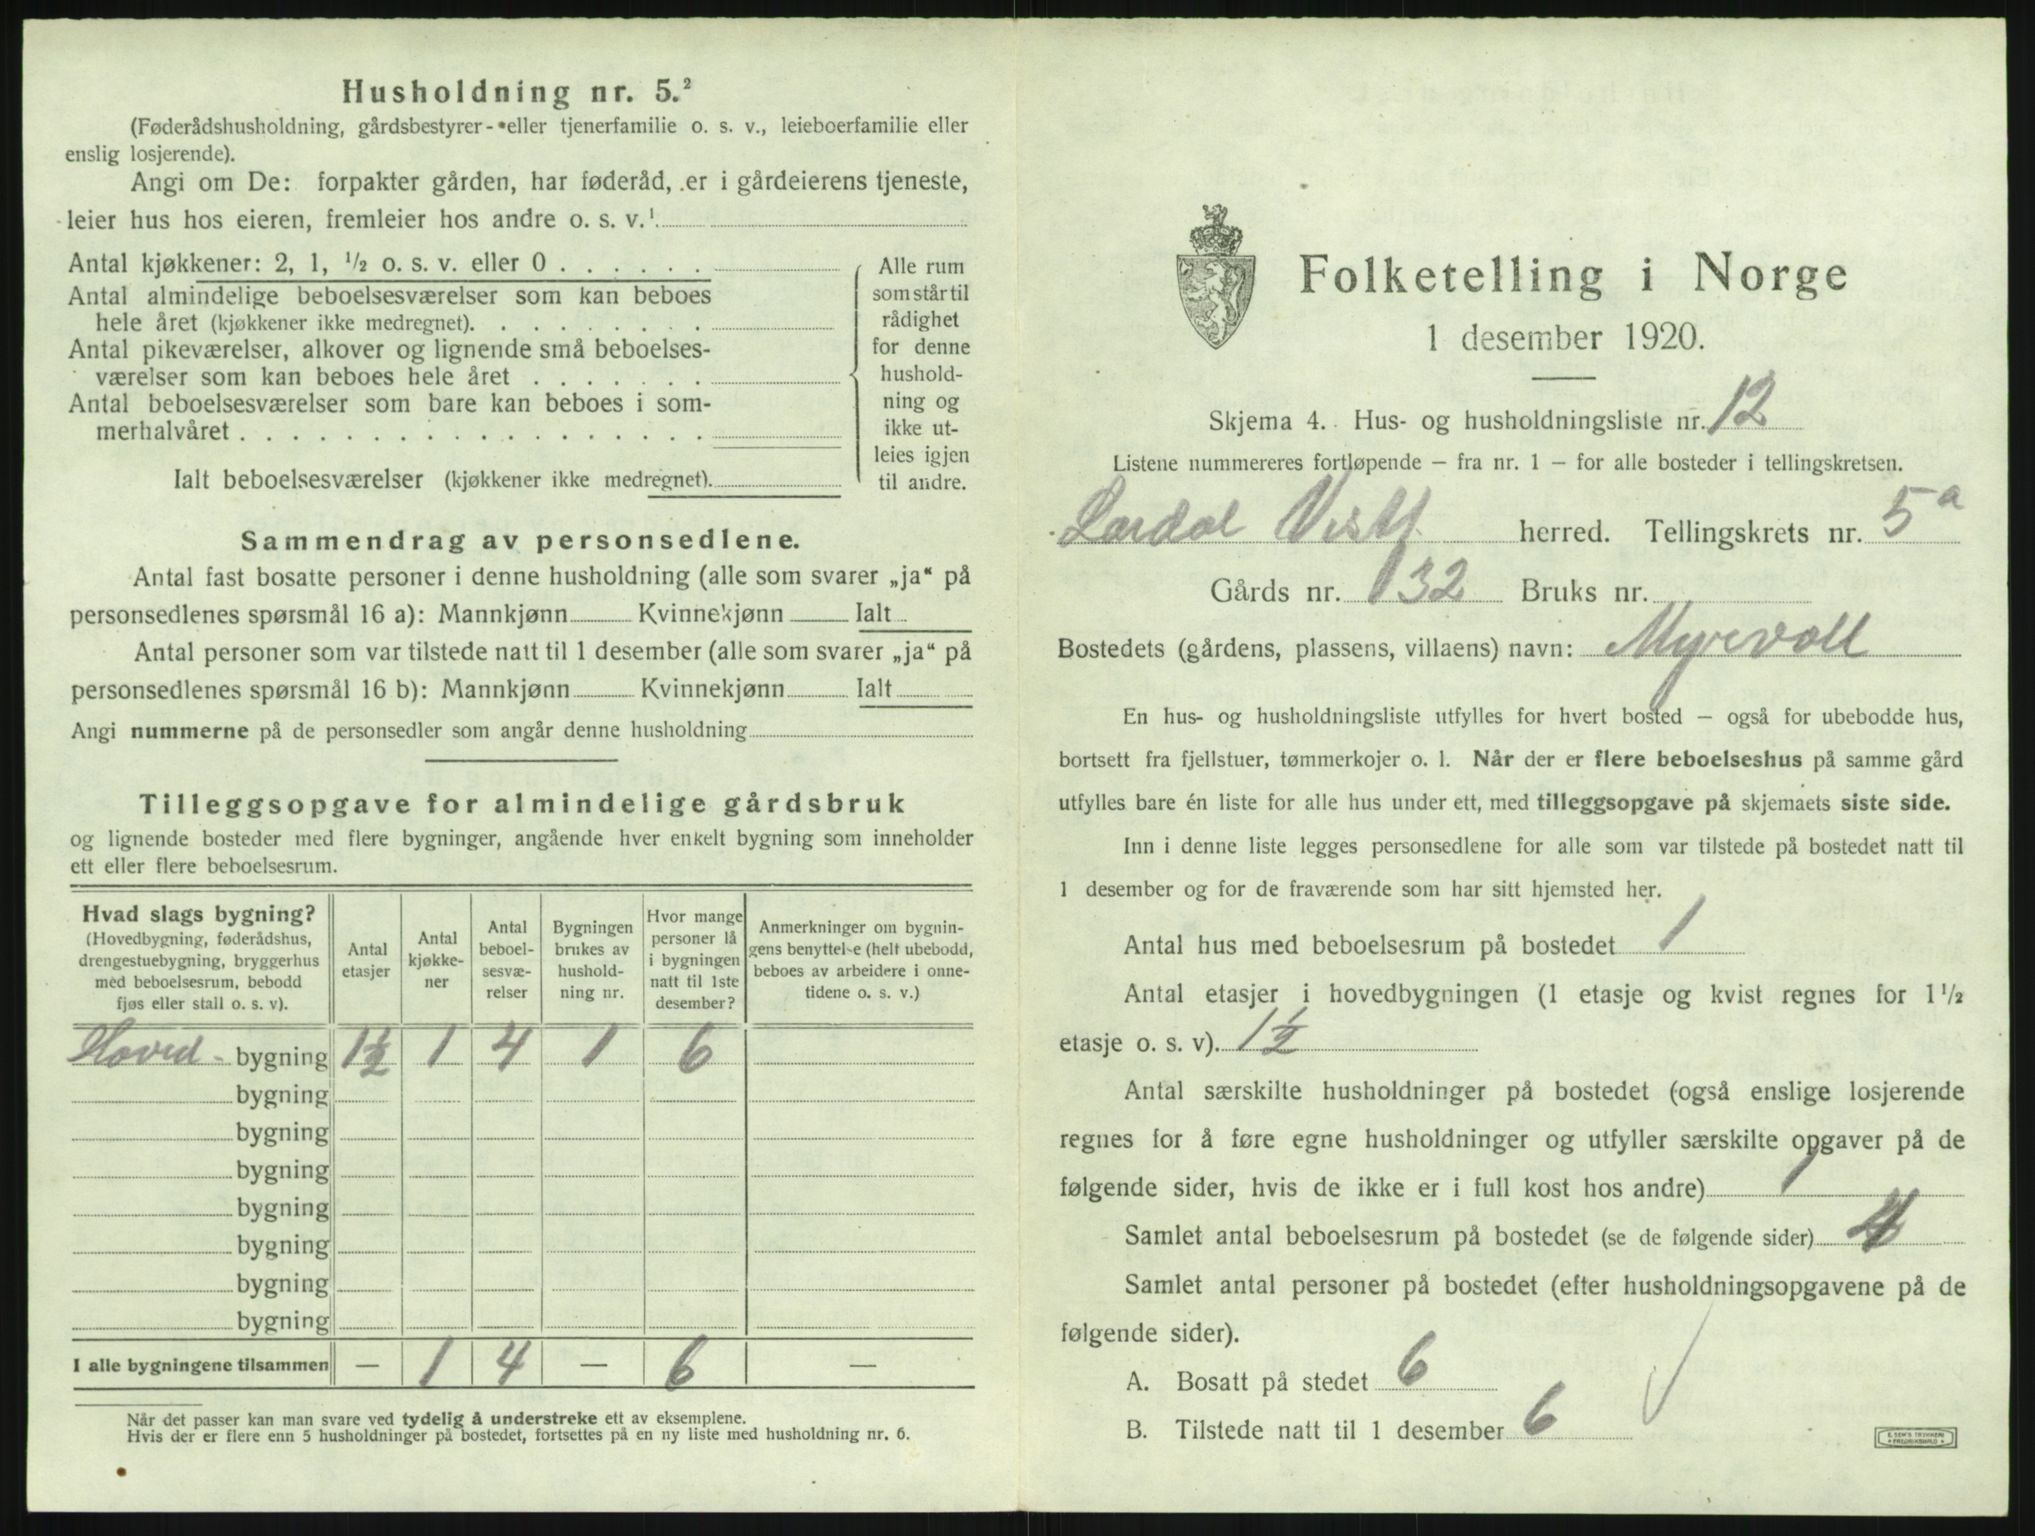 Husholdning nr. 5.²
(Føderådshusholdning, gårdsbestyrer- eller tjenerfamilie o. s. v., leieboerfamilie eller
enslig losjerende).
Angi om De: forpakter gården, har føderåd, er i gårdeierens tjeneste,
leier hus hos eieren, fremleier hos andre o. s. v.¹
Antal kjøkkener: 2, 1, ½ o. s. v. eller 0 . . . . . .
Antal almindelige beboelsesværelser som kan beboes
hele året (kjøkkener ikke medregnet). . . . . . . . .
Antal pikeværelser, alkover og lignende små beboelses-
værelser som kan beboes hele året . . . . . . .
Antal beboelsesværelser som bare kan beboes i som-
merhalvåret . . . . . . . . . . . . . . . . . .
Ialt beboelsesværelser (kjøkkener ikke medregnet).
Alle rum
som står til
rådighet
for denne
hushold-
ning og
ikke ut-
leies igjen
til andre.
Sammendrag av personsedlene.
Antal fast bosatte personer i denne husholdning (alle som svarer „ja“ på
personsedlenes spørsmål 16 a): Mannkjønn Kvinnekjønn Ialt
Antal personer som var tilstede natt til 1 desember (alle som svarer „ja“ på
personsedlenes spørsmål 16 b): Mannkjønn Kvinnekjønn Ialt
Angi nummerne på de personsedler som angår denne husholdning
Tilleggsopgave for almindelige gårdsbruk
og lignende bosteder med flere bygninger, angående hver enkelt bygning som inneholder
ett eller flere beboelsesrum.
Hvad slags bygning?
(Hovedbygning, føderådshus,
drengestuebygning, bryggerhus
med beboelsesrum, bebodd
fjøs eller stall o. s. v).
Antal
etasjer
Antal
kjøkke-
ner
Antal
beboel-
sesvæ-
relser
Bygningen
brukes av
hushold-
ning nr.
Hvor mange
personer lå
i bygningen
natt til 1ste
desember?
Anmerkninger om bygnin-
gens benyttelse (helt ubebodd,
beboes av arbeidere i onne-
tidene o. s. v.)
Hoved- bygning 1½ 1 4 1 6
bygning
bygning
bygning
bygning
bygning
bygning
bygning
I alle bygningene tilsammen — 1 4 — 6 —
Når det passer kan man svare ved tydelig å understreke ett av eksemplene.
Hvis der er flere enn 5 husholdninger på bostedet, fortsettes på en ny liste med husholdning nr. 6.
Folketelling i Norge
1 desember 1920.
Skjema 4. Hus- og husholdningsliste nr. 12
Listene nummereres fortløpende – fra nr. 1 – for alle bosteder i tellingskretsen.
herred. Tellingskrets nr. 5a
Gårds nr. 132 Bruks nr.
Bostedets (gårdens, plassens, villaens) navn: Myrevoll
En hus- og husholdningsliste utfylles for hvert bosted – også for ubebodde hus,
bortsett fra fjellstuer, tømmerkojer o. l. Når der er flere beboelseshus på samme gård
utfylles bare én liste for alle hus under ett, med tilleggsopgave på skjemaets siste side.
Inn i denne liste legges personsedlene for alle som var tilstede på bostedet natt til
1 desember og for de fraværende som har sitt hjemsted her.
Antal hus med beboelsesrum på bostedet 1
Antal etasjer i hovedbygningen (1 etasje og kvist regnes for 1½
etasje o. s. v). 1½
Antal særskilte husholdninger på bostedet (også enslige losjerende
regnes for å føre egne husholdninger og utfyller særskilte opgaver på de
følgende sider, hvis de ikke er i full kost hos andre) 1
Samlet antal beboelsesrum på bostedet (se de følgende sider) 4
Samlet antal personer på bostedet (efter husholdningsopgavene på de
følgende sider).
A. Bosatt på stedet 6
B. Tilstede natt til 1 desember 6